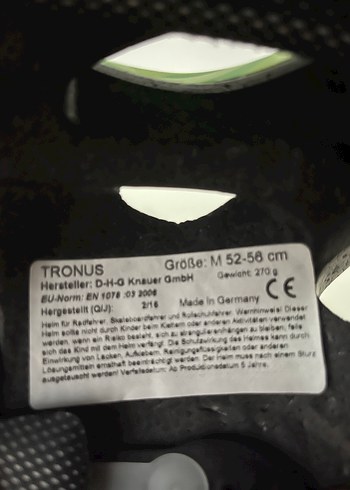 TRONUS Größe: M 52-56 cm
Hersteller: D-H-G Knauer GmbH Gewicht: 270 g
EU-Norm: EN 1078 :03 2006 CE
Hergestellt (Q/J): 2/16 Made in Germany
Helm für Radfahrer, Skateboardfahrer und Rollschuhfahrer. Warnhinweis! Dieser
Helm sollte nicht durch Kinder beim Klettern oder anderen Aktivitäten verwendet
werden, wenn ein Risiko besteht, sich zu strangulieren/hängen zu bleiben, falls
sich das Kind mit dem Helm verfängt. Die Schutzwirkung des Helmes kann durch
Einwirkung von Lacken, Aufklebern, Reinigungsflüssigkeiten oder anderen
Lösungsmitteln ernsthaft beeinträchtigt werden. Der Helm muss nach einem Sturz
ausgetauscht werden! Verfallsdatum: Ab Produktionsdatum 5 Jahre.